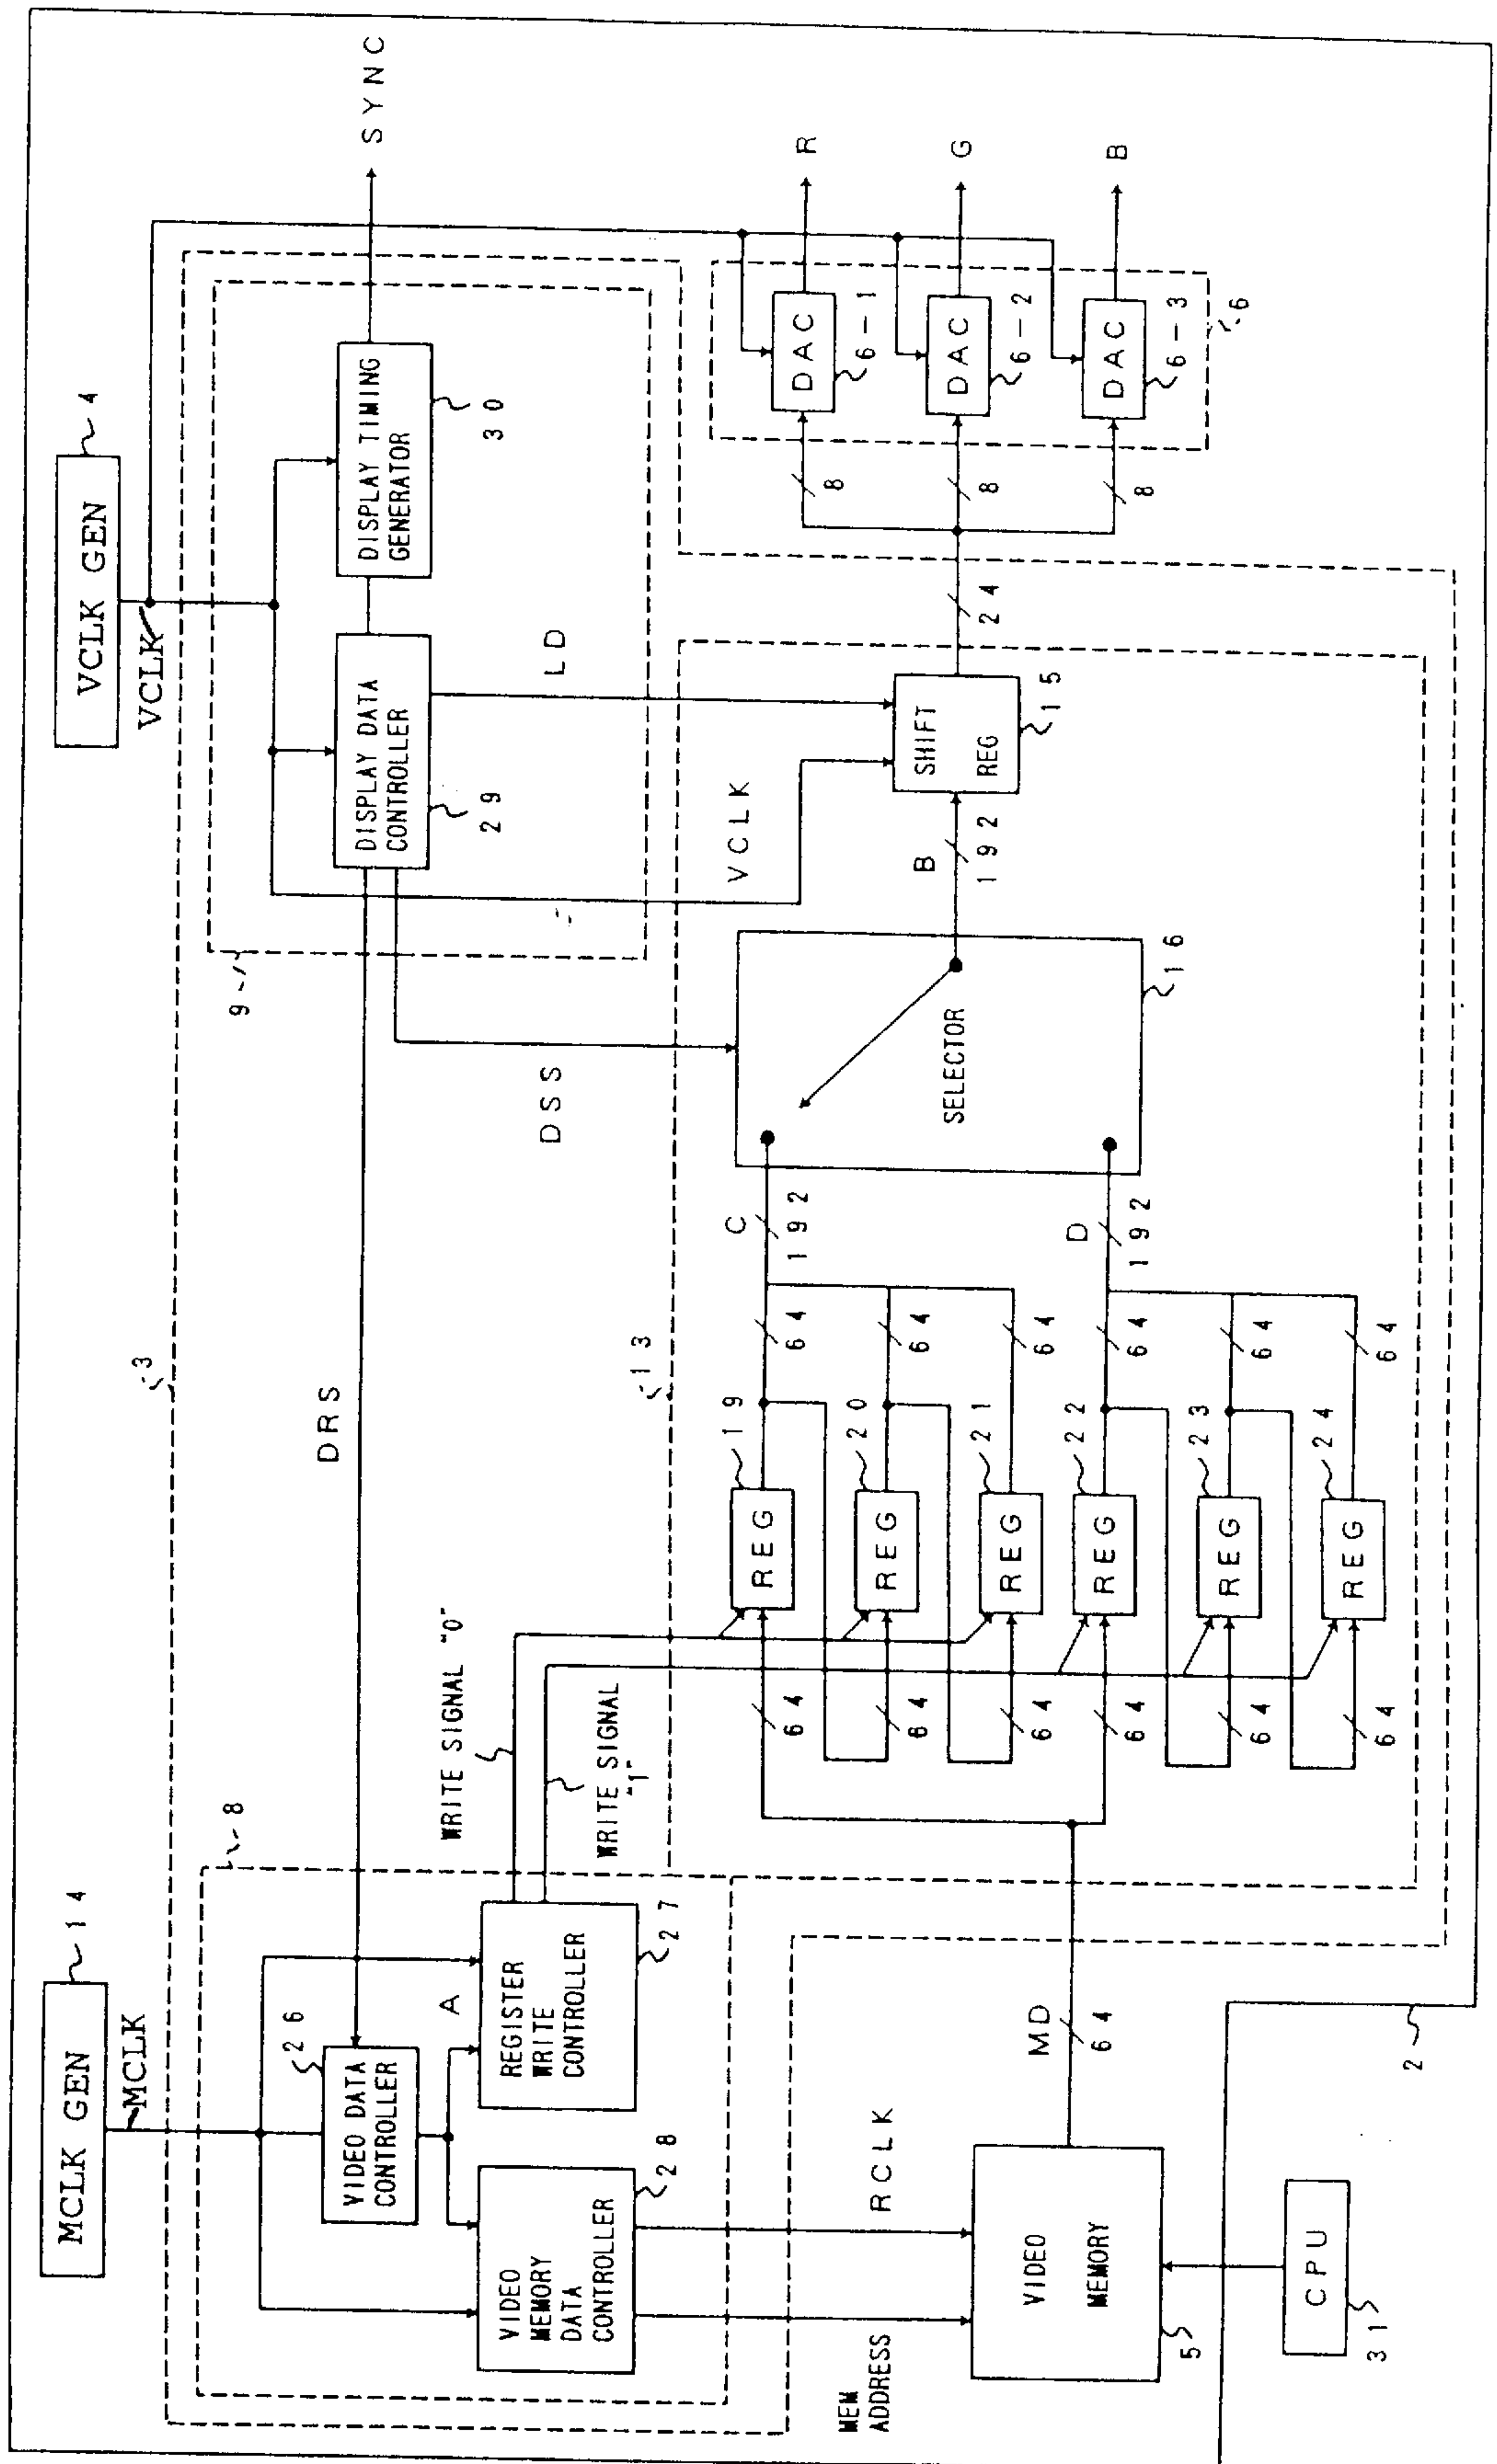 MCLK GEN
14
MCLK
VCLK GEN
4
VCLK
3
8
26
VIDEO DATA
CONTROLLER
A
REGISTER
WRITE
CONTROLLER
27
VIDEO
MEMORY
DATA
CONTROLLER
28
DRS
WRITE SIGNAL "0"
WRITE SIGNAL
"1"
9
DISPLAY DATA
CONTROLLER
29
DISPLAY TIMING
GENERATOR
30
SYNC
LD
DSS
VCLK
13
MEM
ADDRESS
RCLK
VIDEO
MEMORY
5
MD
64
CPU
31
2
64
REG
19
64
64
REG
20
64
64
REG
21
64
64
REG
22
64
64
REG
23
64
64
REG
24
64
C
192
D
192
SELECTOR
16
B
192
SHIFT
REG
15
24
8
8
8
DAC
6-1
DAC
6-2
DAC
6-3
6
R
G
B